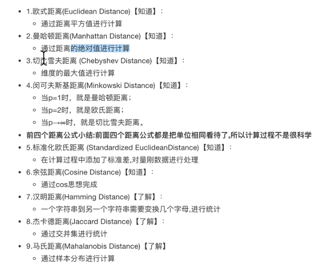 1.欧式距离(Euclidean Distance)【知道】:
通过距离平方值进行计算
2.曼哈顿距离(Manhattan Distance)【知道】:
通过距离的绝对值进行计算
3.切比雪夫距离 (Chebyshev Distance)【知道】:
维度的最大值进行计算
4.闵可夫斯基距离(Minkowski Distance)【知道】:
当p=1时，就是曼哈顿距离；
当p=2时，就是欧氏距离；
当p→∞时，就是切比雪夫距离。
前四个距离公式小结:前面四个距离公式都是把单位相同看待了,所以计算过程不是很科学
5.标准化欧氏距离 (Standardized EuclideanDistance)【知道】:
在计算过程中添加了标准差,对量刚数据进行处理
6.余弦距离(Cosine Distance)【知道】:
通过cos思想完成
7.汉明距离(Hamming Distance)【了解】:
一个字符串到另一个字符串需要变换几个字母,进行统计
8.杰卡德距离(Jaccard Distance)【了解】:
通过交并集进行统计
9.马氏距离(Mahalanobis Distance)【了解】
通过样本分布进行计算